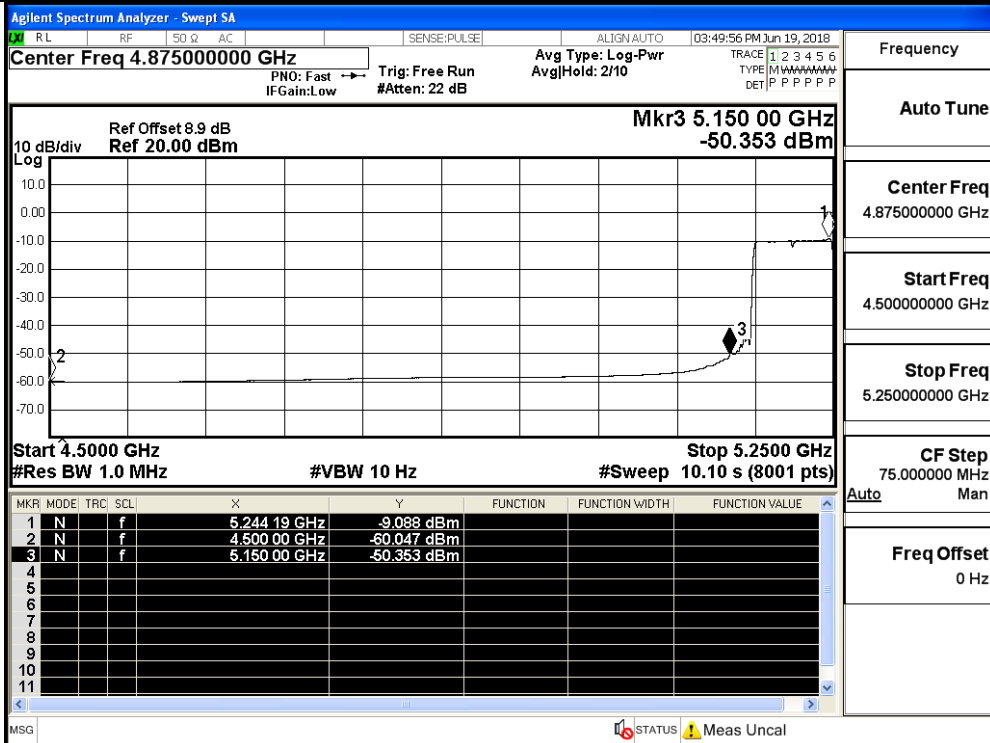 Agilent Spectrum Analyzer - Swept SA
LXI RL RF 50 Ω AC SENSE:PULSE ALIGN AUTO 03:49:56 PM Jun 19, 2018
Center Freq 4.875000000 GHz
PNO: Fast
IFGain:Low
Trig: Free Run
#Atten: 22 dB
Avg Type: Log-Pwr
Avg|Hold: 2/10
TRACE 1 2 3 4 5 6
TYPE M W W W W W
DET P P P P P P
Mkr3 5.150 00 GHz
-50.353 dBm
Ref Offset 8.9 dB
10 dB/div Ref 20.00 dBm
Log
10.0
0.00
-10.0
-20.0
-30.0
-40.0
-50.0
-60.0
-70.0
1
2
3
Start 4.5000 GHz Stop 5.2500 GHz
#Res BW 1.0 MHz #VBW 10 Hz #Sweep 10.10 s (8001 pts)
MKR MODE TRC SCL X Y FUNCTION FUNCTION WIDTH FUNCTION VALUE
1 N f 5.244 19 GHz -9.088 dBm
2 N f 4.500 00 GHz -60.047 dBm
3 N f 5.150 00 GHz -50.353 dBm
4
5
6
7
8
9
10
11
MSG STATUS Meas Uncal
Frequency
Auto Tune
Center Freq
4.875000000 GHz
Start Freq
4.500000000 GHz
Stop Freq
5.250000000 GHz
CF Step
75.000000 MHz
Auto Man
Freq Offset
0 Hz